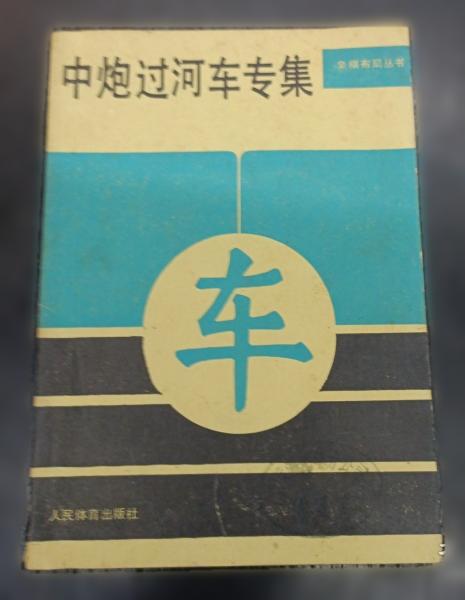 中炮过河车专集
象棋布局丛书
车
人民体育出版社